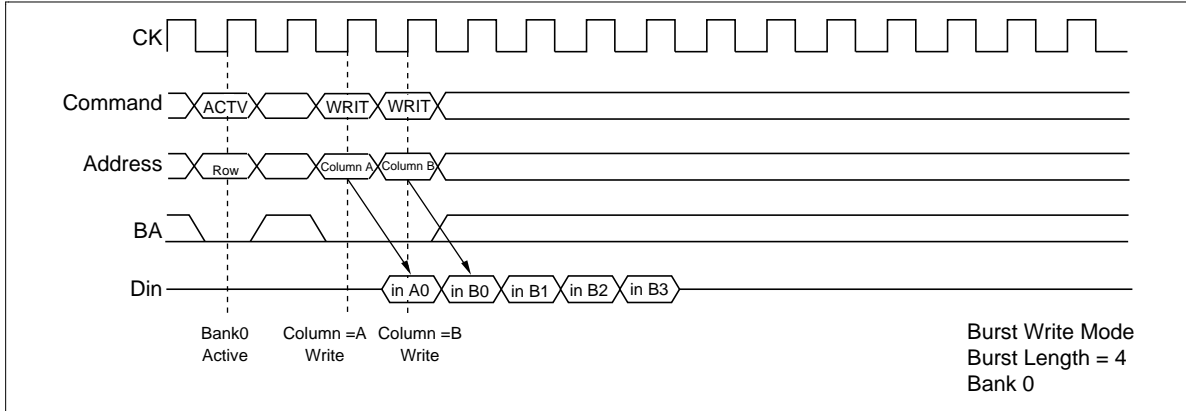 CK
Command ACTV WRIT WRIT
Address Row Column A Column B
BA
Din in A0 in B0 in B1 in B2 in B3
Bank0 Column =A Column =B
Active Write Write
Burst Write Mode
Burst Length = 4
Bank 0